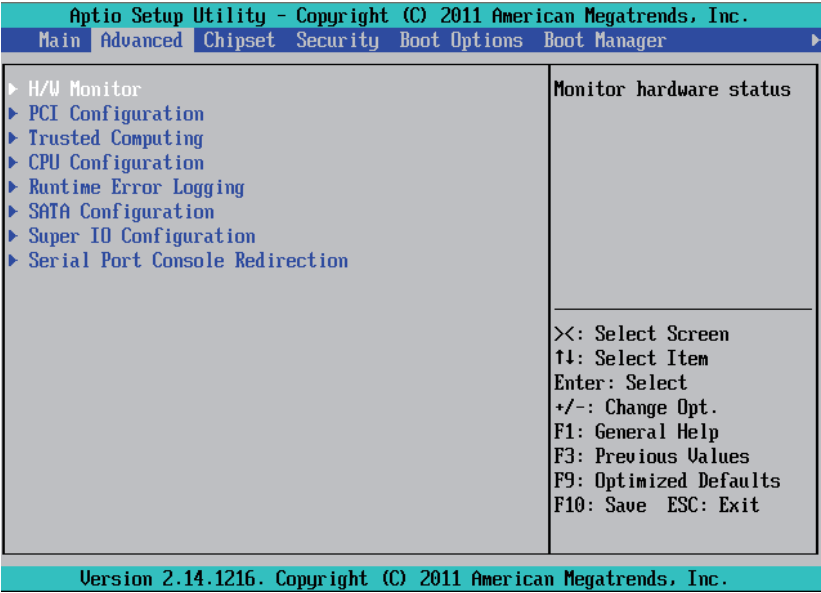 Aptio Setup Utility - Copyright (C) 2011 American Megatrends, Inc.
Main Advanced Chipset Security Boot Options Boot Manager
H/W Monitor
PCI Configuration
Trusted Computing
CPU Configuration
Runtime Error Logging
SATA Configuration
Super IO Configuration
Serial Port Console Redirection
Monitor hardware status
><: Select Screen
↑↓: Select Item
Enter: Select
+/-: Change Opt.
F1: General Help
F3: Previous Values
F9: Optimized Defaults
F10: Save ESC: Exit
Version 2.14.1216. Copyright (C) 2011 American Megatrends, Inc.